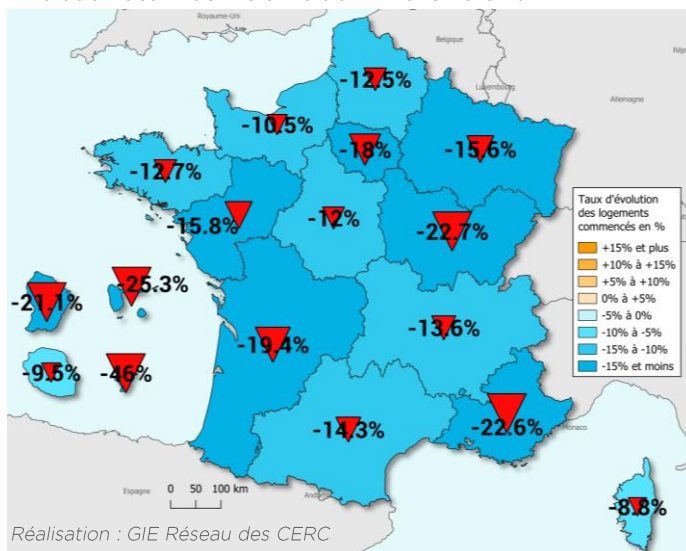 Royaume-Uni
Belgique
Luxembourg
Allemagne
-12.5%
-10.5%
-18%
-15.6%
-12.7%
-15.8%
-12%
-22.7%
-25.3%
-21.1%
-9.5%
-46%
-19.4%
-13.6%
-14.3%
-22.6%
Monaco
-8.8%
Taux d'évolution
des logements
commencés en %
+15% et plus
+10% à +15%
+5% à +10%
0% à +5%
-5% à 0%
-10% à -5%
-15% à -10%
-15% et moins
Espagne
0 50 100 km
Réalisation : GIE Réseau des CERC